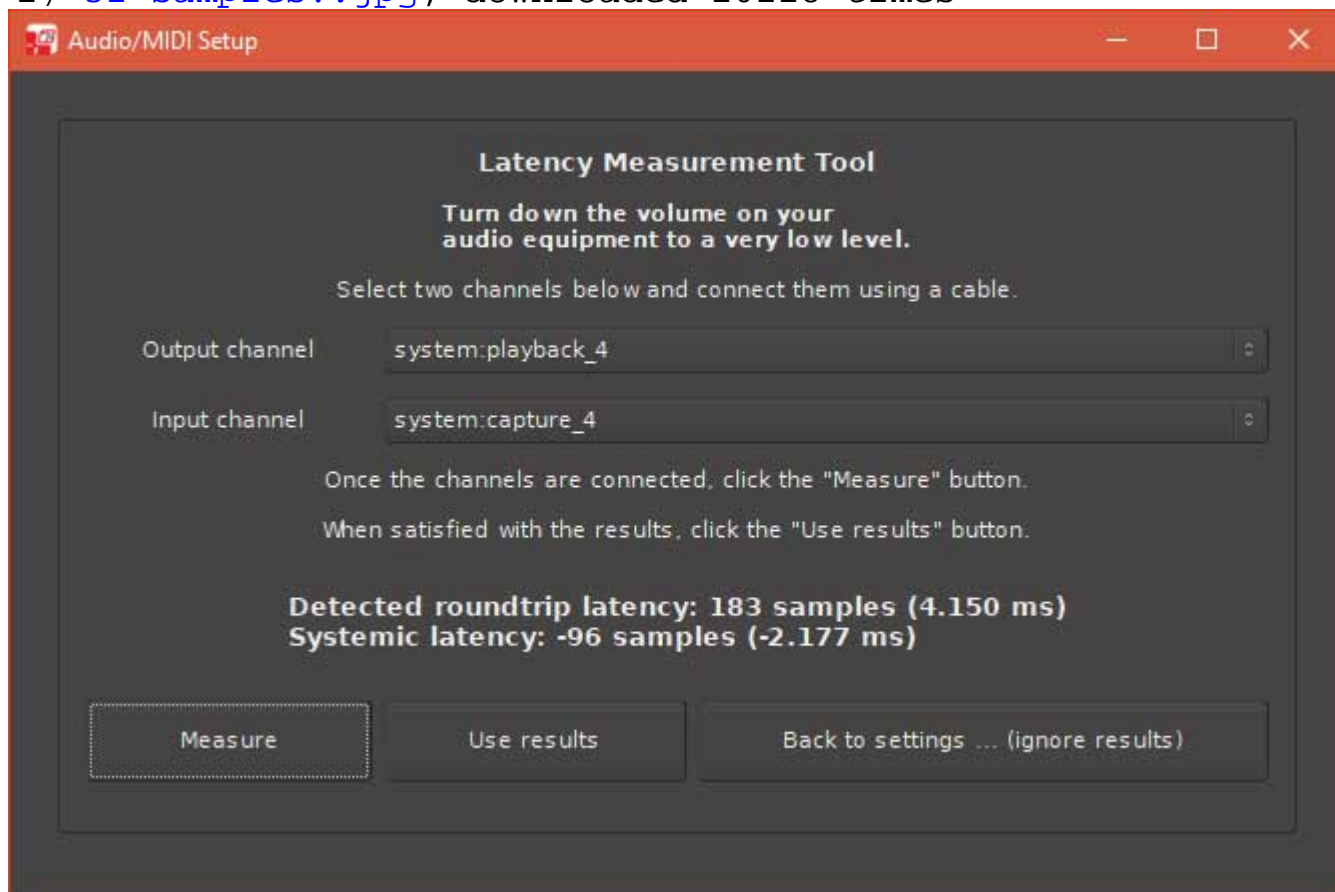 Audio/MIDI Setup
Latency Measurement Tool
Turn down the volume on your
audio equipment to a very low level.
Select two channels below and connect them using a cable.
Output channel system:playback_4
Input channel system:capture_4
Once the channels are connected, click the "Measure" button.
When satisfied with the results, click the "Use results" button.
Detected roundtrip latency: 183 samples (4.150 ms)
Systemic latency: -96 samples (-2.177 ms)
Measure Use results Back to settings ... (ignore results)